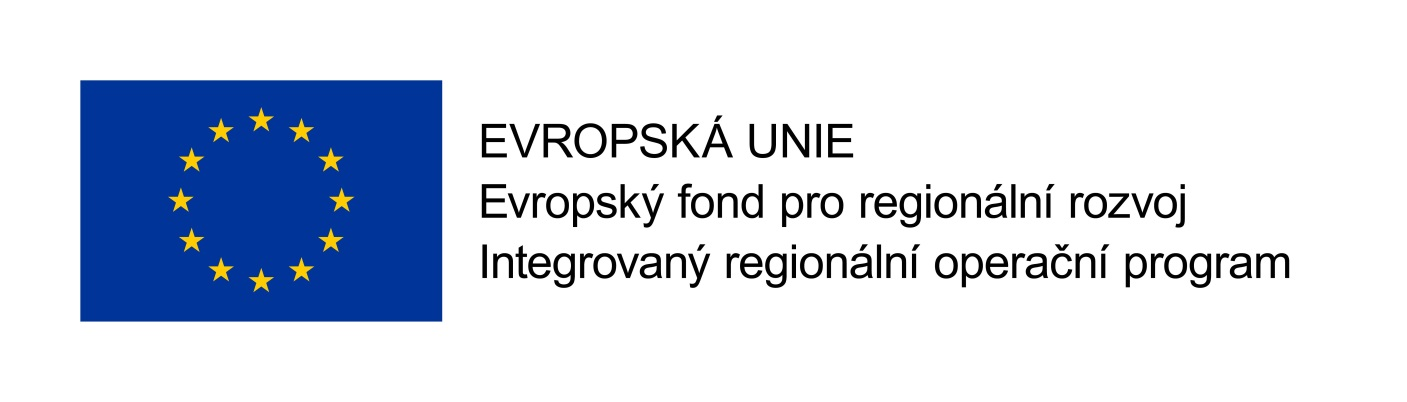 EVROPSKÁ UNIE
Evropský fond pro regionální rozvoj
Integrovaný regionální operační program